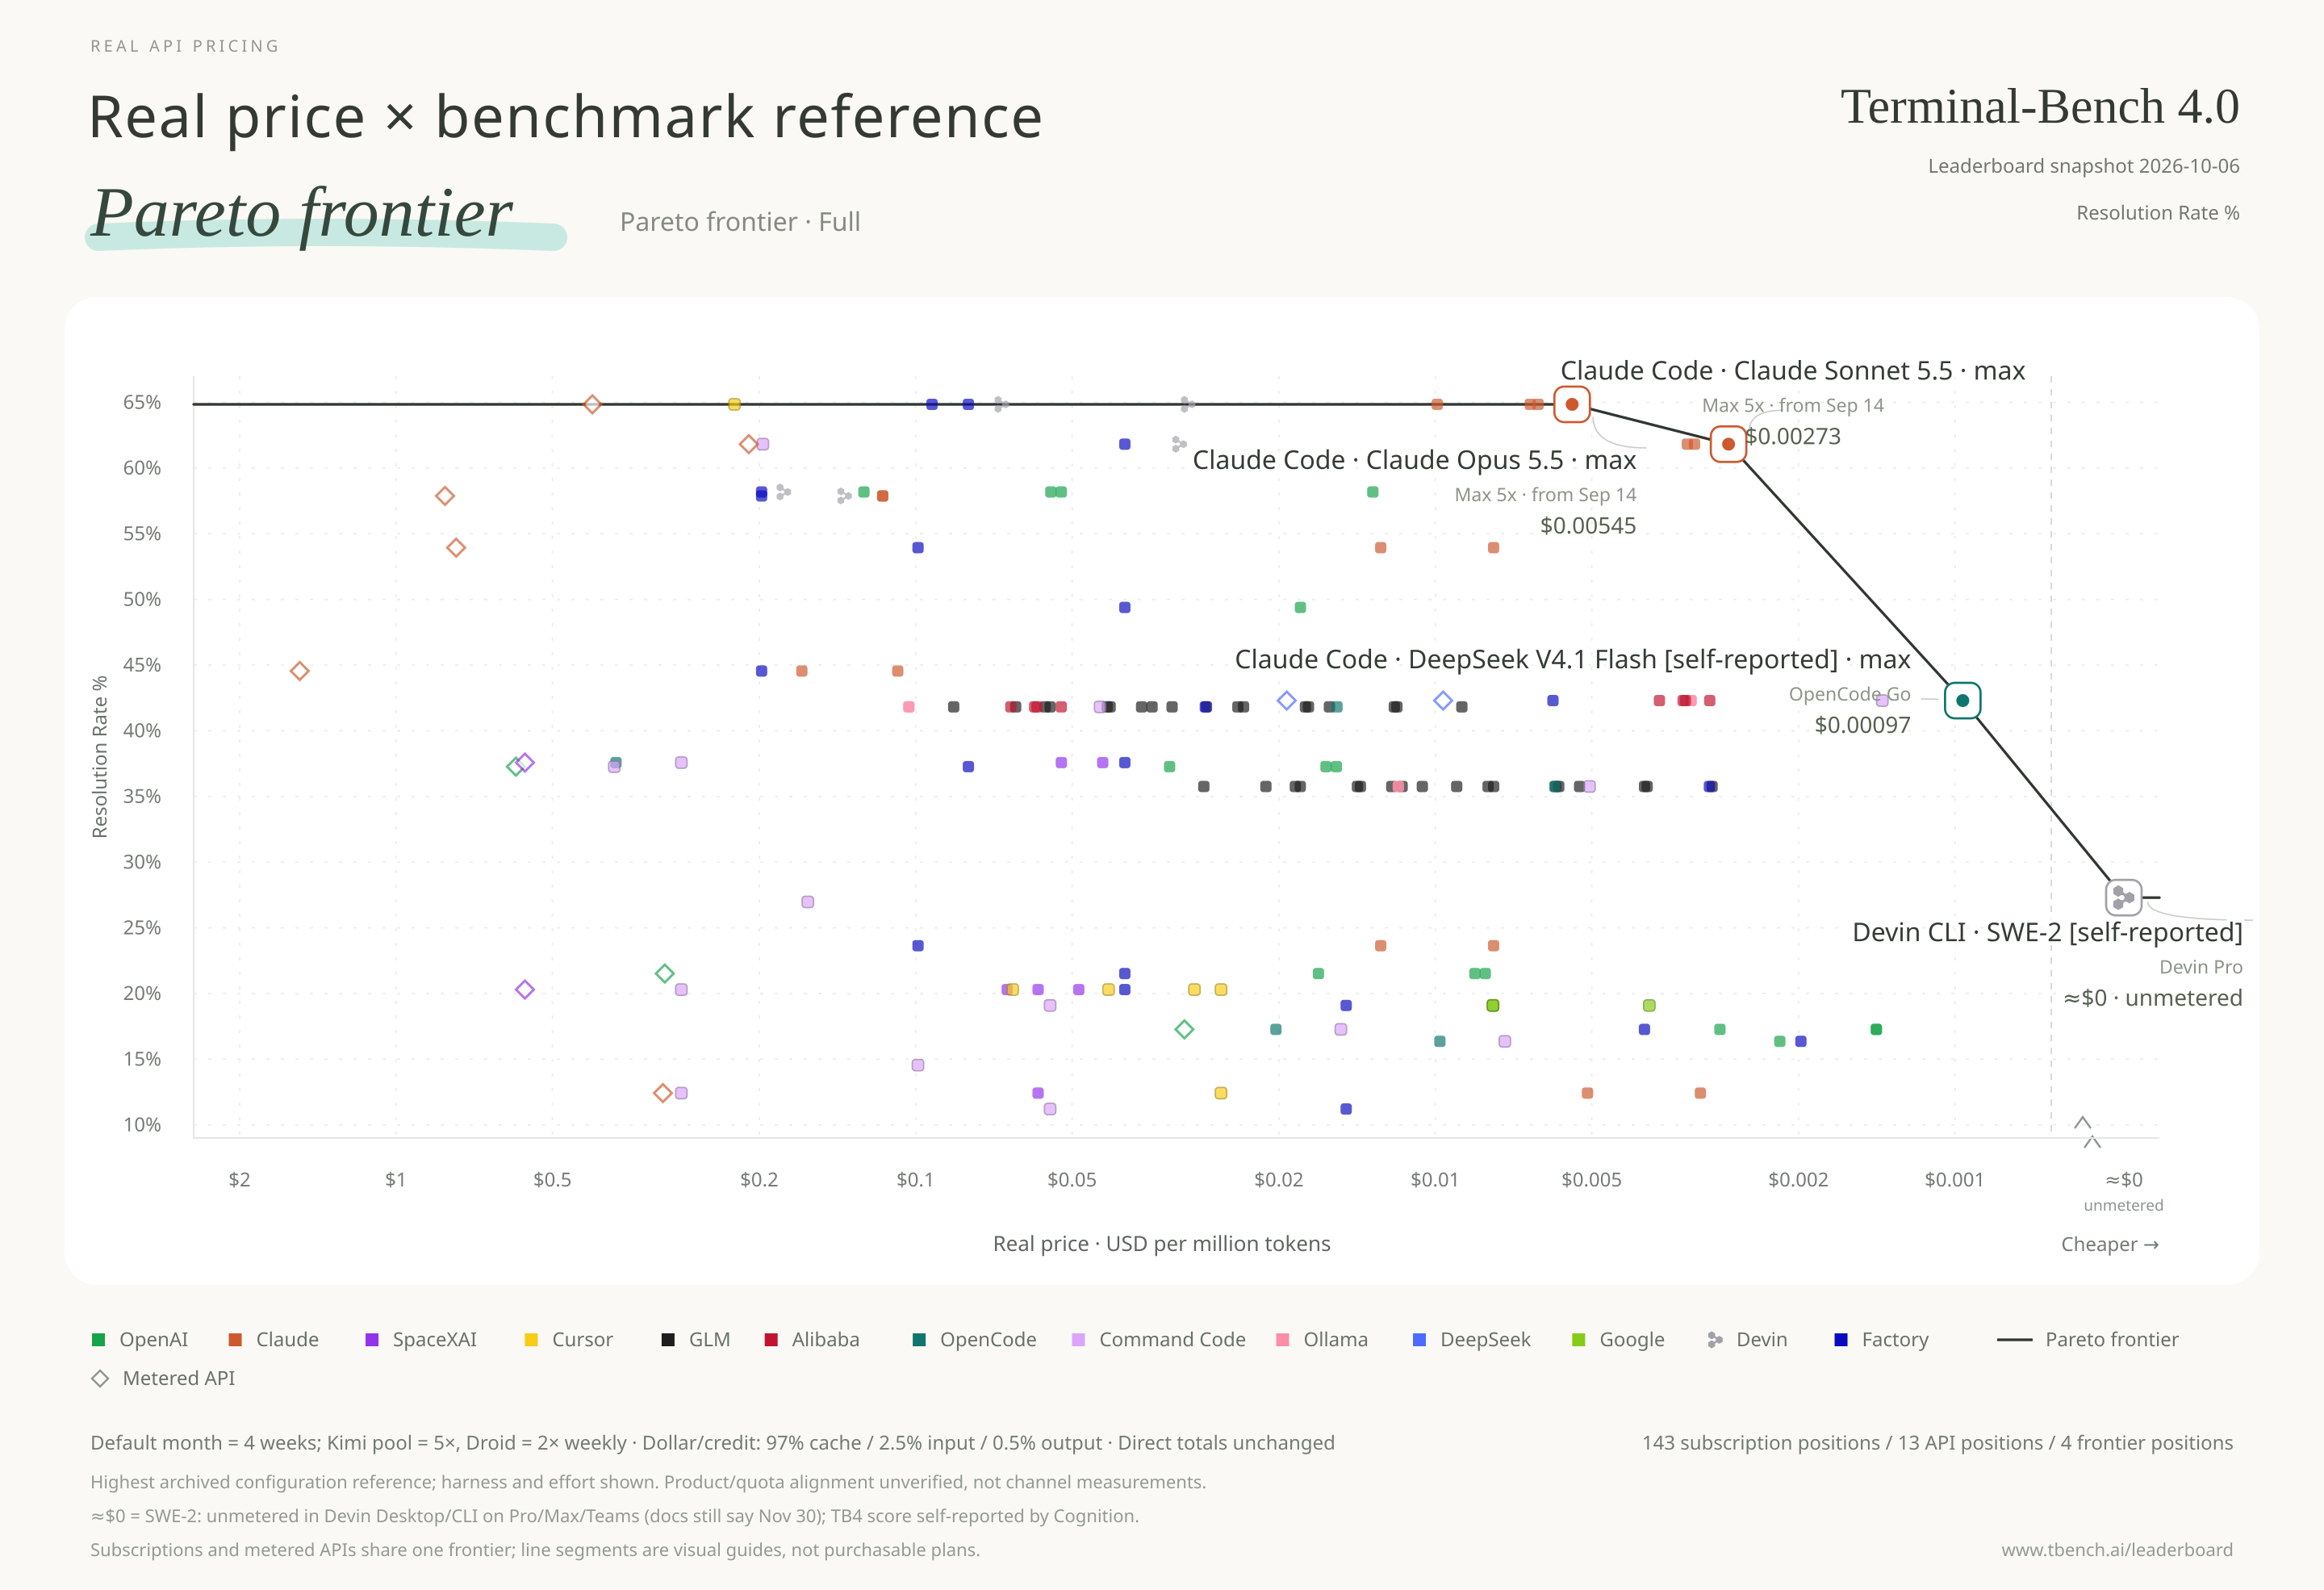 REAL API PRICING
Real price × benchmark reference
Pareto frontier
Pareto frontier · Full
Terminal-Bench 4.0
Leaderboard snapshot 2026-10-06
Resolution Rate %
Claude Code · Claude Sonnet 5.5 · max
Max 5x · from Sep 14
$0.00273
Claude Code · Claude Opus 5.5 · max
Max 5x · from Sep 14
$0.00545
Claude Code · DeepSeek V4.1 Flash [self-reported] · max
OpenCode Go
$0.00097
Devin CLI · SWE-2 [self-reported]
Devin Pro
≈$0 · unmetered
Resolution Rate %
65%
60%
55%
50%
45%
40%
35%
30%
25%
20%
15%
10%
$2 $1 $0.5 $0.2 $0.1 $0.05 $0.02 $0.01 $0.005 $0.002 $0.001 ≈$0
unmetered
Real price · USD per million tokens
Cheaper →
OpenAI Claude SpaceXAI Cursor GLM Alibaba OpenCode Command Code Ollama DeepSeek Google Devin Factory Pareto frontier
Metered API
Default month = 4 weeks; Kimi pool = 5×, Droid = 2× weekly · Dollar/credit: 97% cache / 2.5% input / 0.5% output · Direct totals unchanged
143 subscription positions / 13 API positions / 4 frontier positions
Highest archived configuration reference; harness and effort shown. Product/quota alignment unverified, not channel measurements.
≈$0 = SWE-2: unmetered in Devin Desktop/CLI on Pro/Max/Teams (docs still say Nov 30); TB4 score self-reported by Cognition.
Subscriptions and metered APIs share one frontier; line segments are visual guides, not purchasable plans.
www.tbench.ai/leaderboard